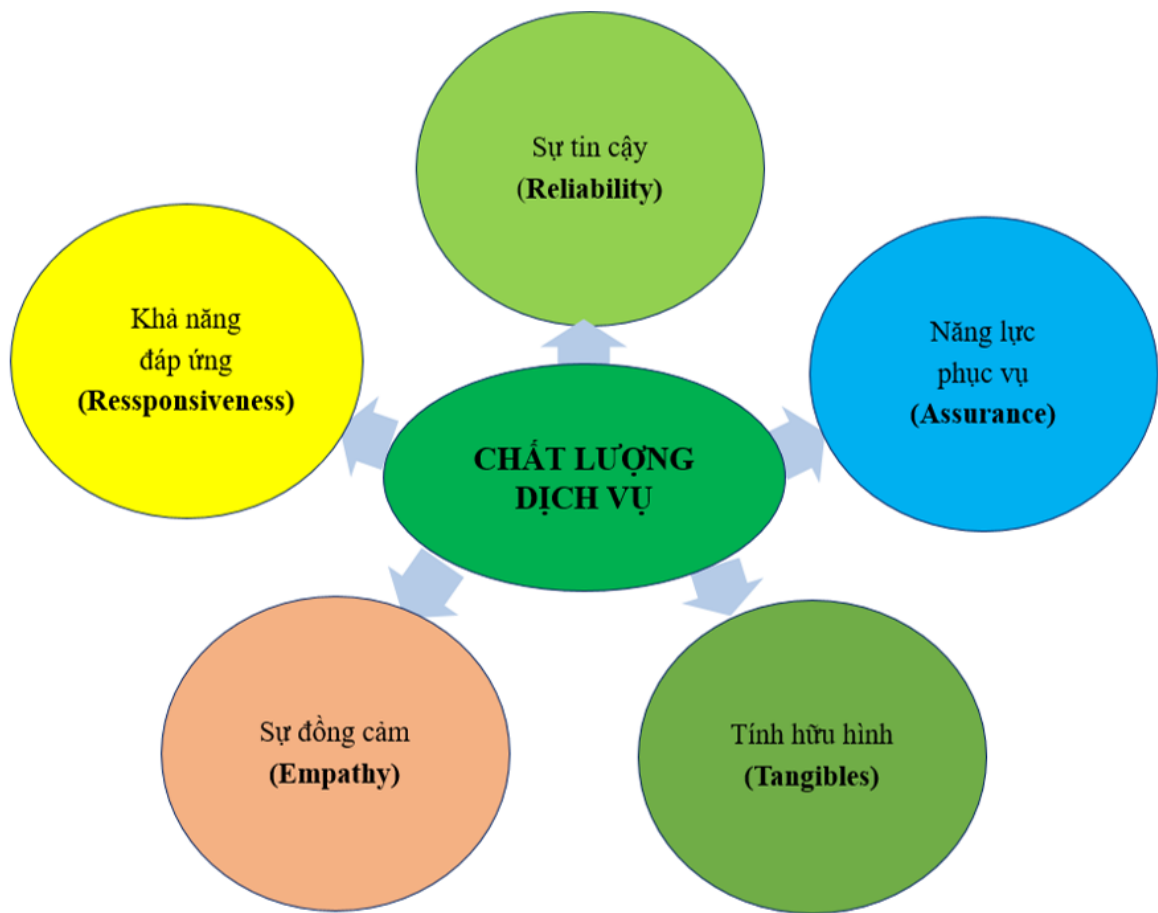 Sự tin cậy
(Reliability)
Khả năng
đáp ứng
(Ressponsiveness)
Năng lực
phục vụ
(Assurance)
CHẤT LƯỢNG
DỊCH VỤ
Sự đồng cảm
(Empathy)
Tính hữu hình
(Tangibles)